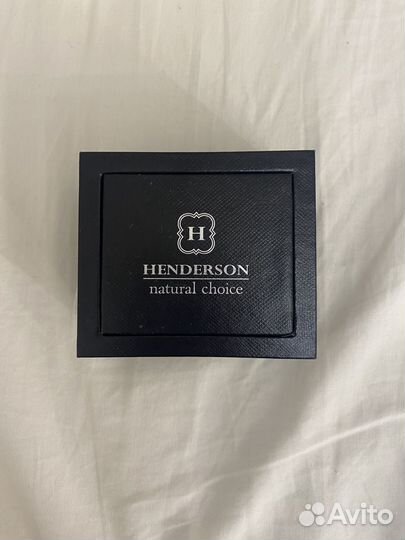 H
HENDERSON
natural choice
Avito